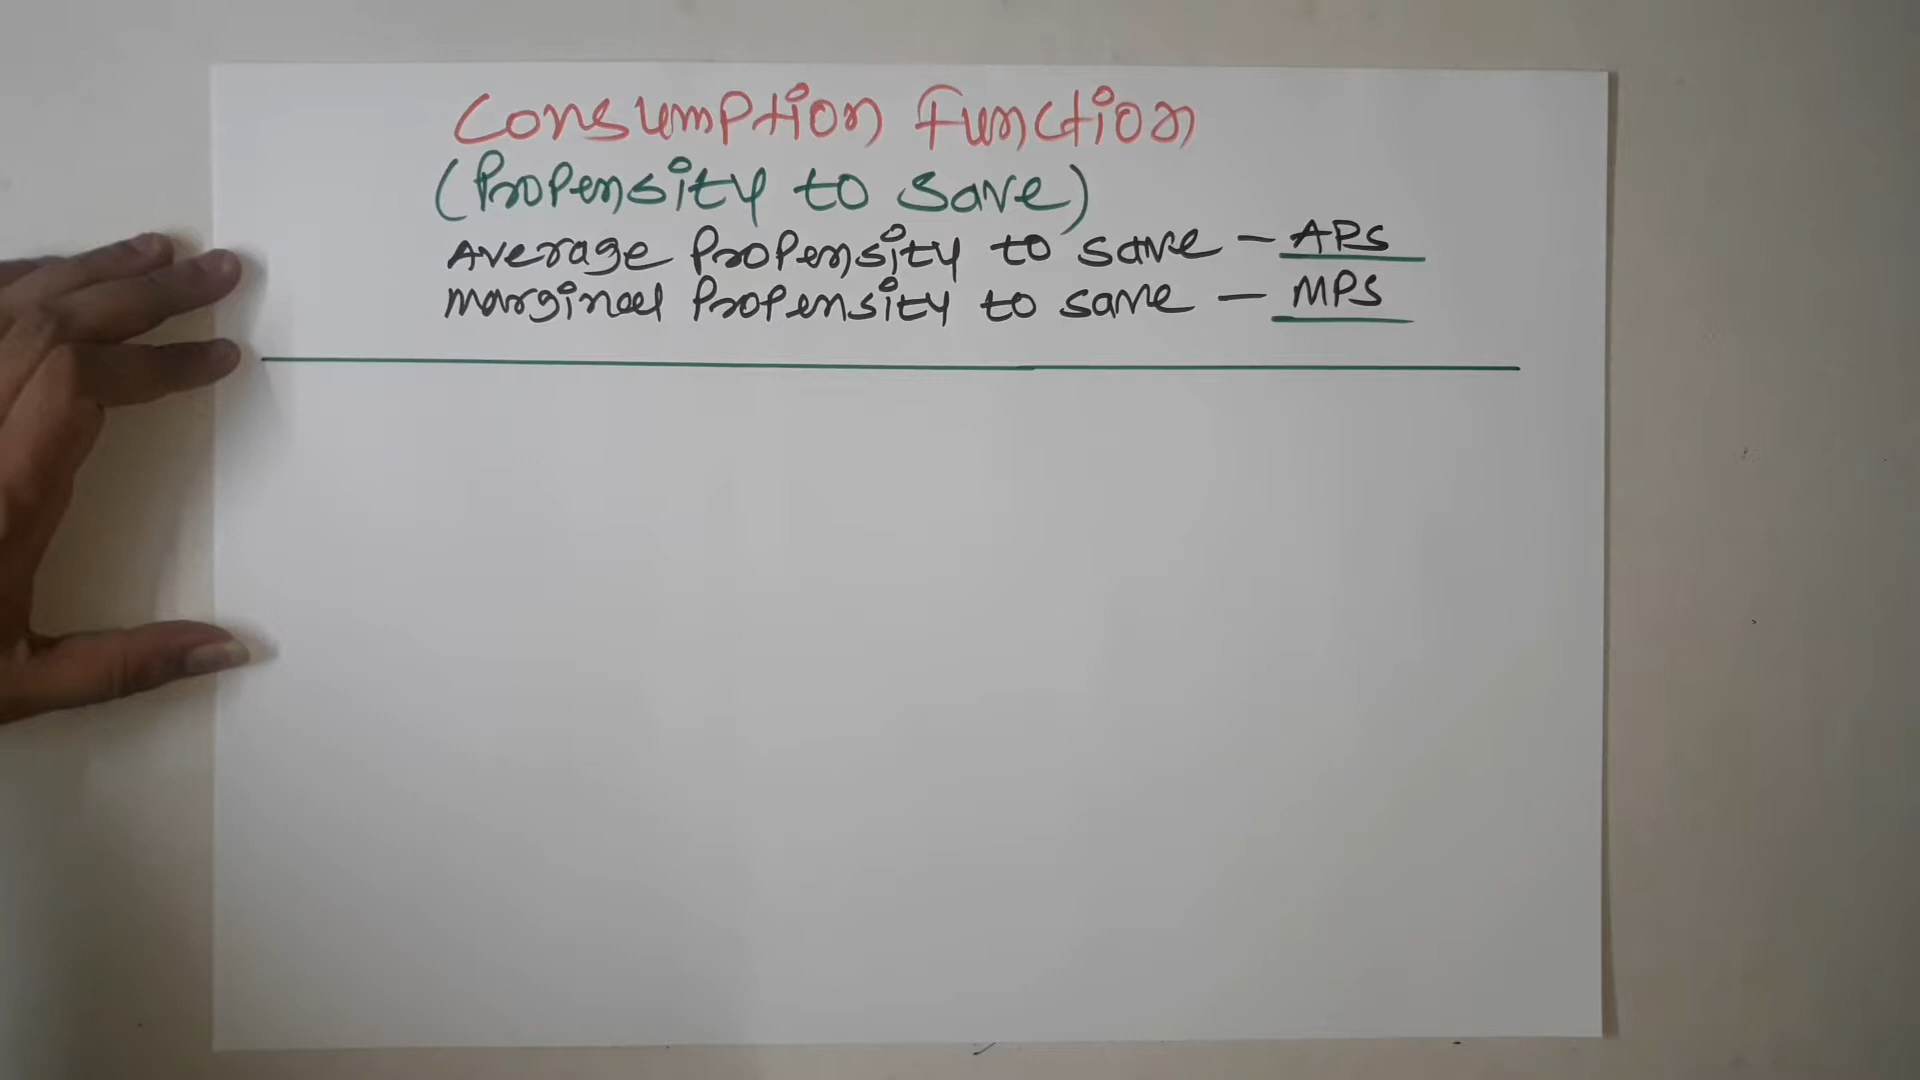 Consumption Function
(Propensity to save)
Average Propensity to save - APS
Marginal Propensity to save - MPS